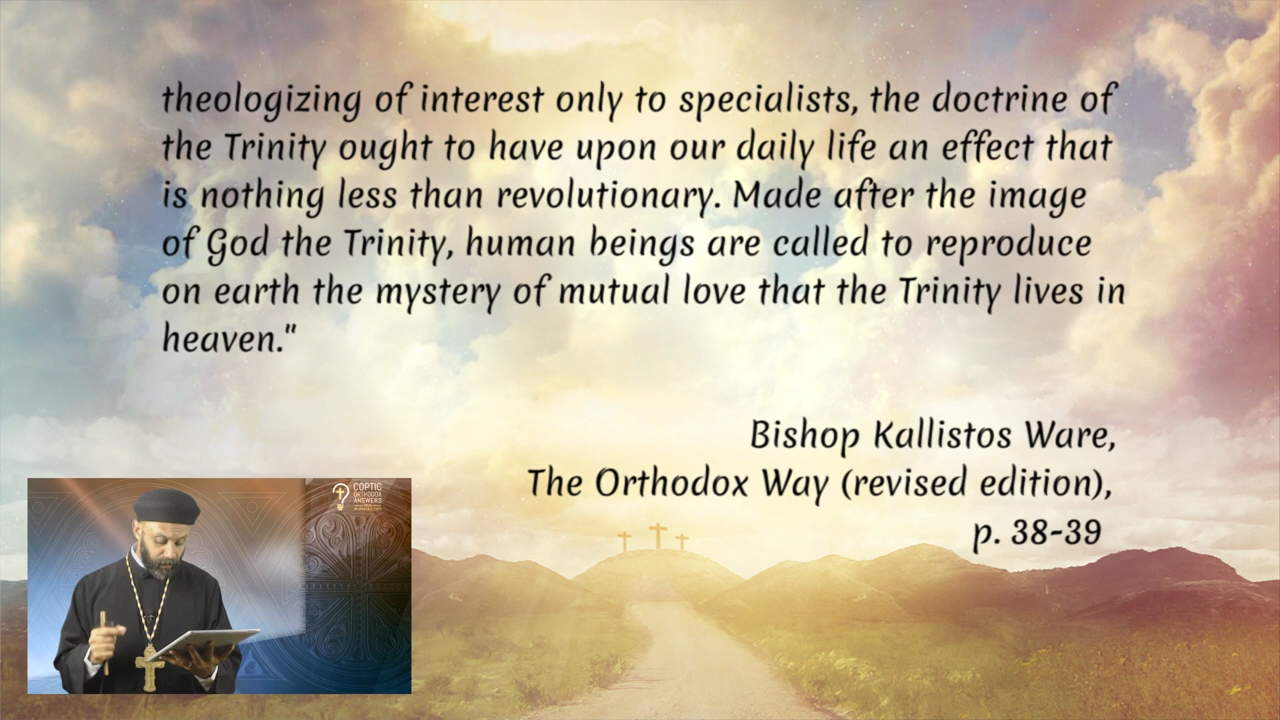 theologizing of interest only to specialists, the doctrine of
the Trinity ought to have upon our daily life an effect that
is nothing less than revolutionary. Made after the image
of God the Trinity, human beings are called to reproduce
on earth the mystery of mutual love that the Trinity lives in
heaven."
Bishop Kallistos Ware,
The Orthodox Way (revised edition),
p. 38-39
COPTIC
ORTHODOX
ANSWERS